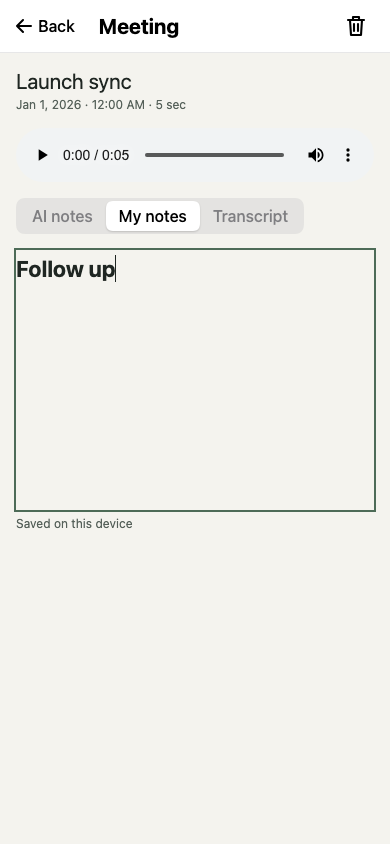 Back Meeting
Launch sync
Jan 1, 2026 · 12:00 AM · 5 sec
0:00 / 0:05
AI notes My notes Transcript
Follow up
Saved on this device